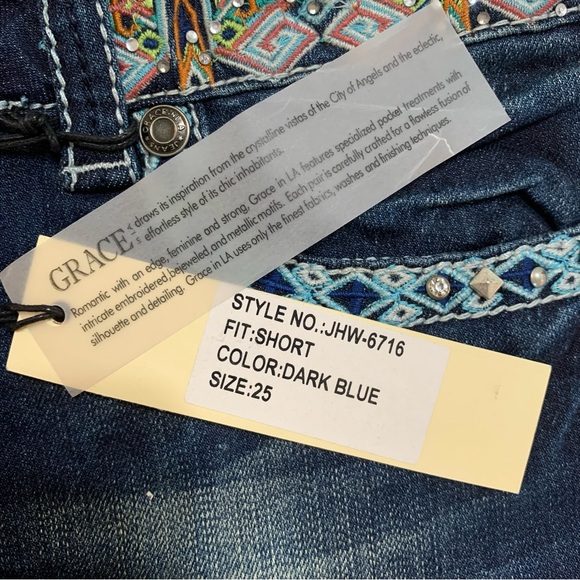 GRACE
IN
LA
draws its inspiration from the crystalline vistas of the City of Angels and the eclectic,
effortless style of its chic inhabitants.
Romantic with an edge, feminine and strong, Grace in LA features specialized pocket treatments with
intricate embroidered, bejeweled and metallic motifs. Each pair is carefully crafted for a flawless fusion of
silhouette and detailing. Grace in LA uses only the finest fabrics, washes and finishing techniques.
STYLE NO.:JHW-6716
FIT:SHORT
COLOR:DARK BLUE
SIZE:25